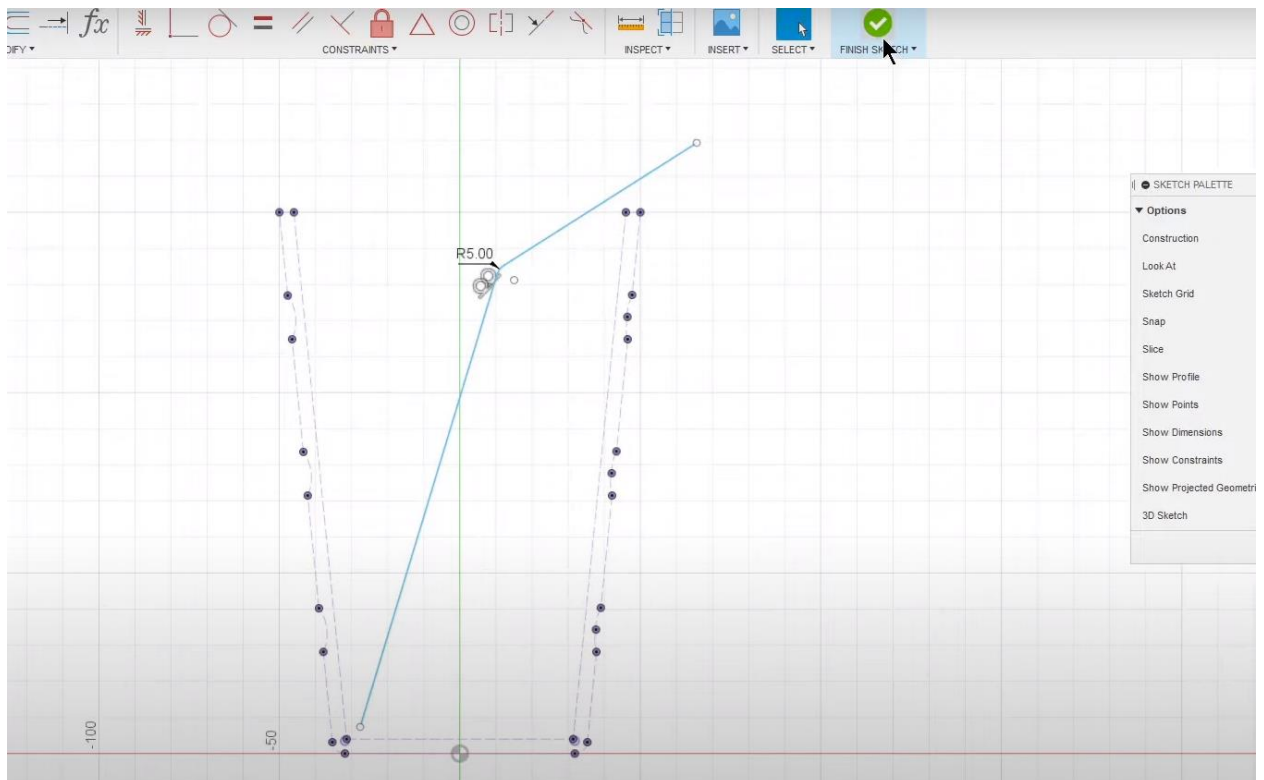 fx
DIFY ▾
CONSTRAINTS ▾
INSPECT ▾
INSERT ▾
SELECT ▾
FINISH SKETCH ▾
SKETCH PALETTE
▼ Options
Construction
Look At
Sketch Grid
Snap
Slice
Show Profile
Show Points
Show Dimensions
Show Constraints
Show Projected Geometri
3D Sketch
R5.00
-100
-50